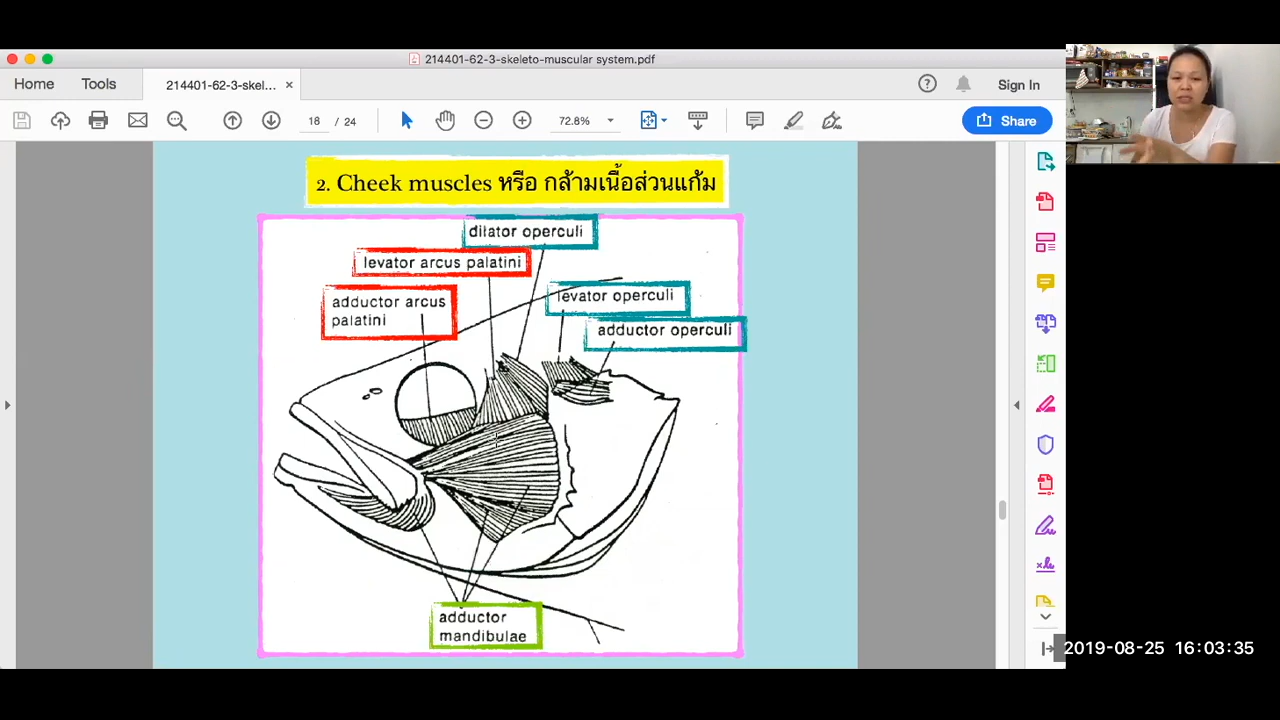 214401-62-3-skeleto-muscular system.pdf
Home
Tools
214401-62-3-skel...
Sign In
18 / 24
72.8%
Share
2. Cheek muscles หรือ กล้ามเนื้อส่วนแก้ม
dilator operculi
levator arcus palatini
adductor arcus
palatini
levator operculi
adductor operculi
adductor
mandibulae
2019-08-25 16:03:35